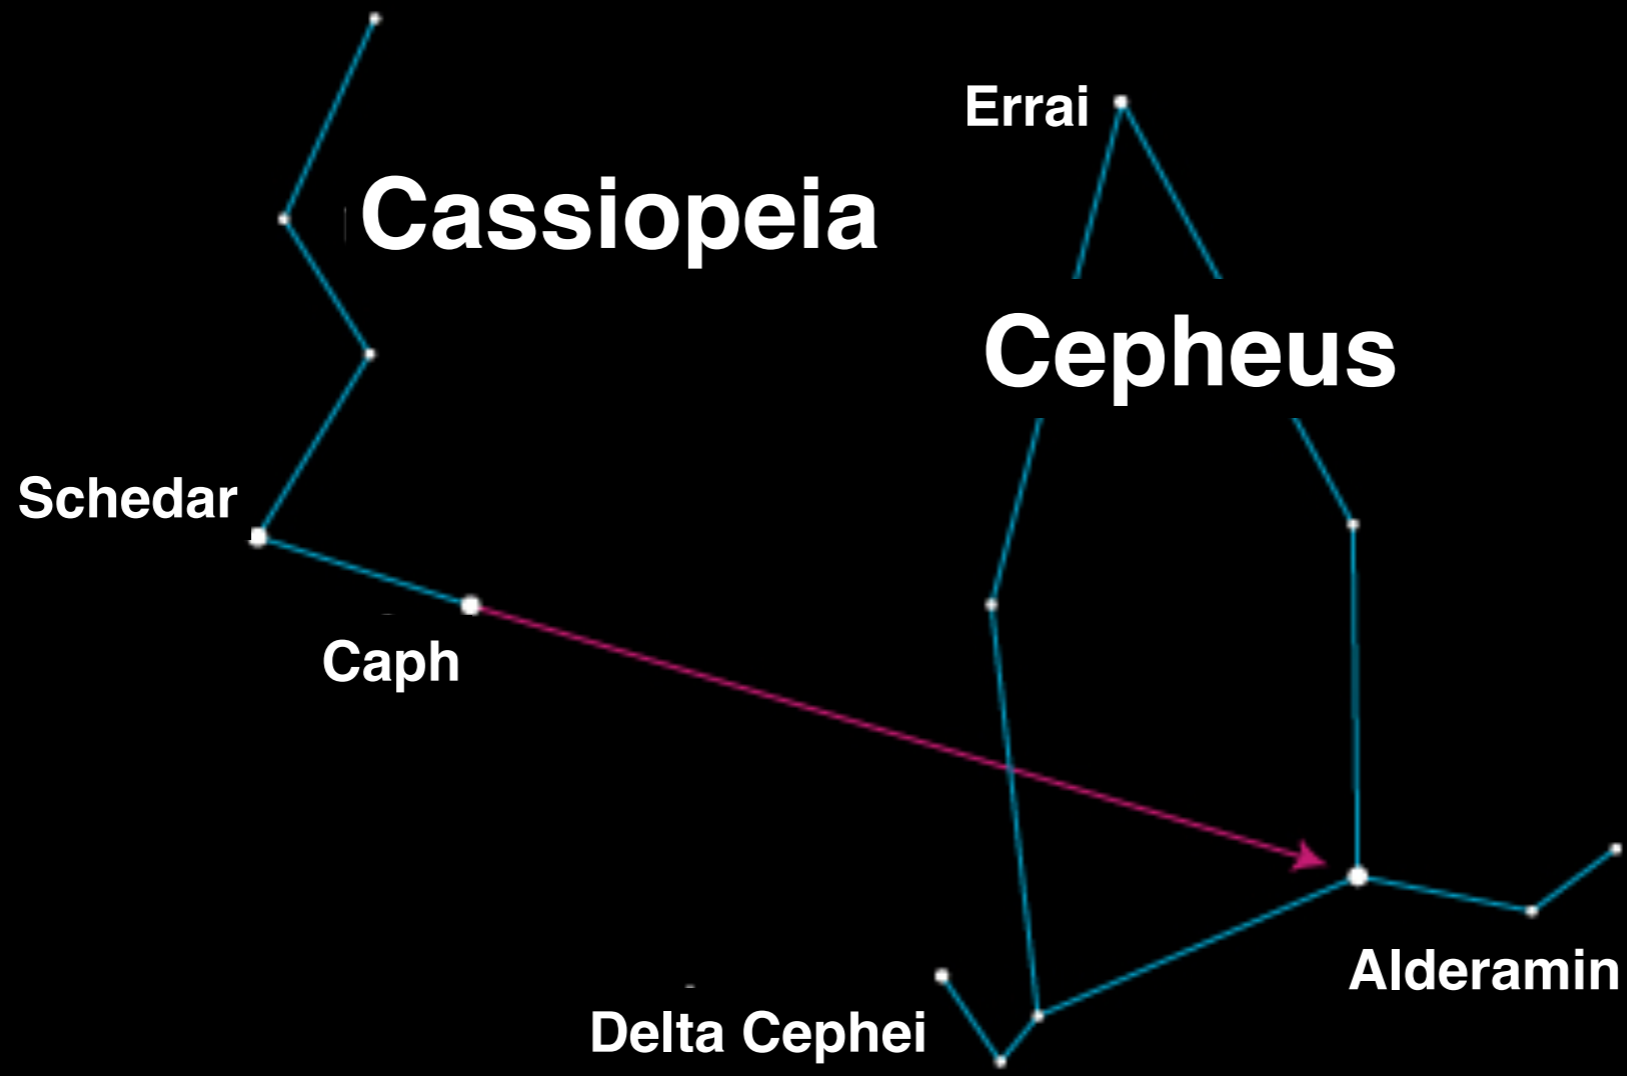 Errai
Cassiopeia
Cepheus
Schedar
Caph
Alderamin
Delta Cephei